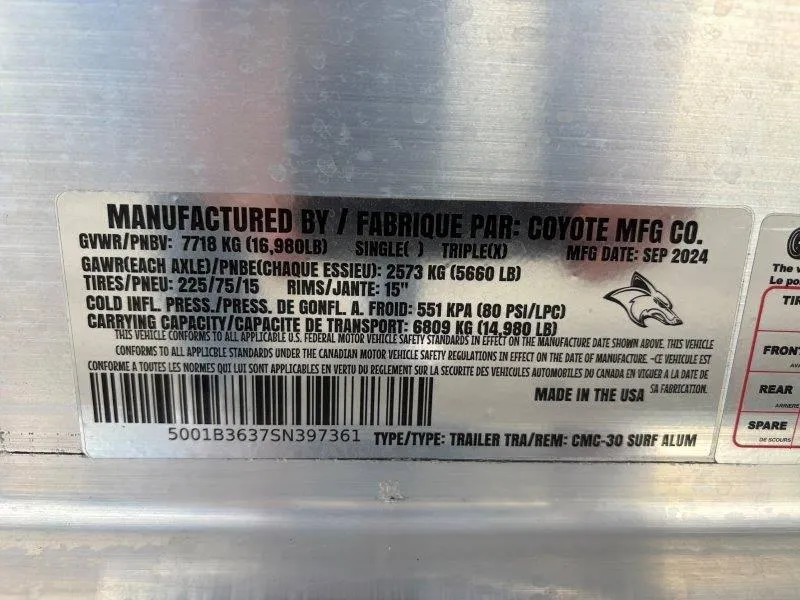 MANUFACTURED BY / FABRIQUE PAR: COYOTE MFG CO.
GVWR/PNBV: 7718 KG (16,980LB) SINGLE( ) TRIPLE(X) MFG DATE: SEP 2024
GAWR(EACH AXLE)/PNBE(CHAQUE ESSIEU): 2573 KG (5660 LB)
TIRES/PNEU: 225/75/15 RIMS/JANTE: 15"
COLD INFL. PRESS./PRESS. DE GONFL. A. FROID: 551 KPA (80 PSI/LPC)
CARRYING CAPACITY/CAPACITE DE TRANSPORT: 6809 KG (14,980 LB)
THIS VEHICLE CONFORMS TO ALL APPLICABLE U.S. FEDERAL MOTOR VEHICLE SAFETY STANDARDS IN EFFECT ON THE MANUFACTURE DATE SHOWN ABOVE. THIS VEHICLE
CONFORMS TO ALL APPLICBLE STANDARDS UNDER THE CANADIAN MOTOR VEHICLE SAFETY REGULATIONS IN EFFECT ON THE DATE OF MANUFACTURE. -CE VEHICULE EST
CONFORME A TOUTES LES NORMES QUI LUI SONT APPLICABLES EN VERTU DU REGLEMENT SUR LA SECURITE DES VEHICULES AUTOMOBILES DU CANADA EN VIGUER A LA DATE DE
SA FABRICATION.
MADE IN THE USA
5001B3637SN397361 TYPE/TYPE: TRAILER TRA/REM: CMC-30 SURF ALUM
The
Le
FRONT
REAR
ARRIERE
SPARE
DE SECOURS